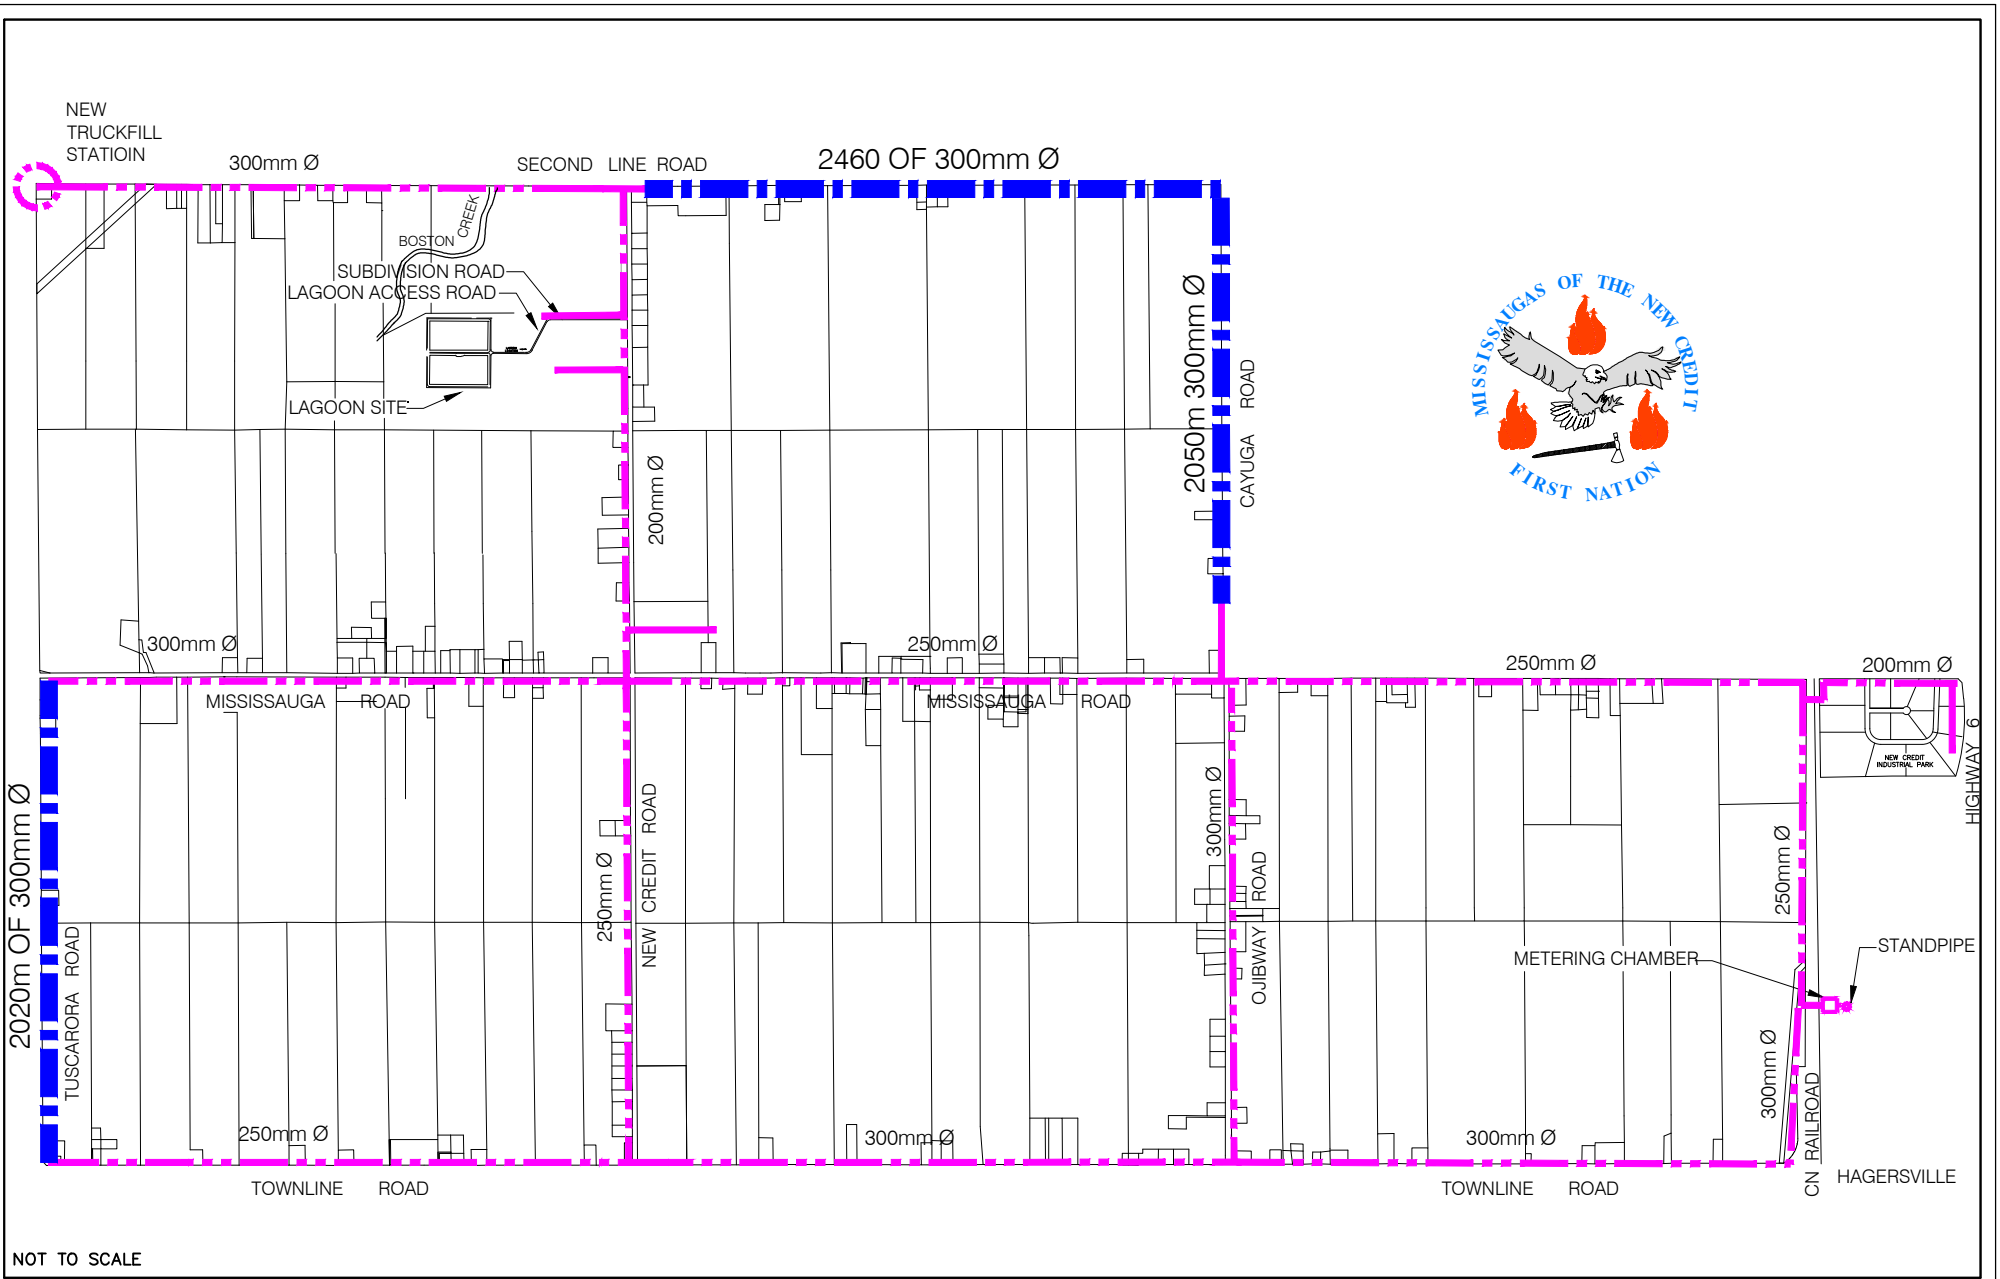 NEW
TRUCKFILL
STATIOIN
300mm Ø
SECOND LINE ROAD
2460 OF 300mm Ø
BOSTON CREEK
SUBDIVISION ROAD
LAGOON ACCESS ROAD
LAGOON SITE
200mm Ø
2050m 300mm Ø
CAYUGA ROAD
MISSISSAUGAS OF THE NEW CREDIT
FIRST NATION
300mm Ø
250mm Ø
250mm Ø
200mm Ø
MISSISSAUGA ROAD
MISSISSAUGA ROAD
NEW CREDIT
INDUSTRIAL PARK
HIGHWAY 6
2020m OF 300mm Ø
TUSCARORA ROAD
250mm Ø
NEW CREDIT ROAD
300mm Ø
OJIBWAY ROAD
250mm Ø
METERING CHAMBER
STANDPIPE
300mm Ø
CN RAILROAD
250mm Ø
300mm Ø
300mm Ø
TOWNLINE ROAD
TOWNLINE ROAD
HAGERSVILLE
NOT TO SCALE